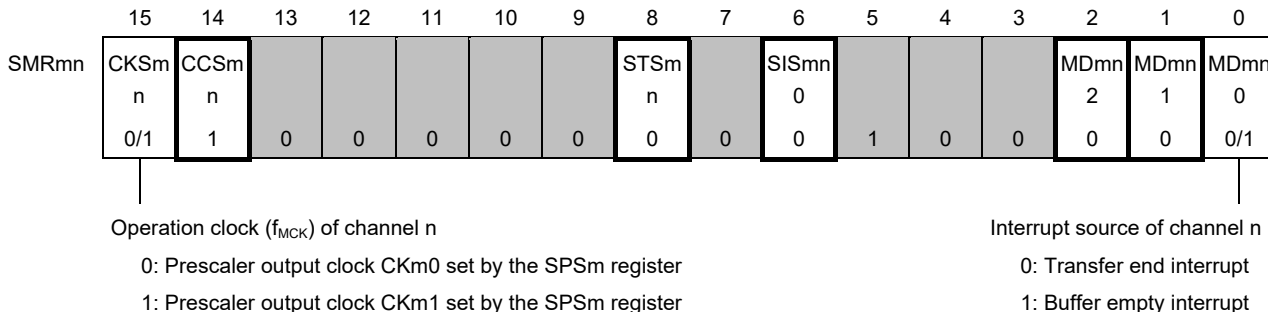 15 14 13 12 11 10 9 8 7 6 5 4 3 2 1 0
SMRmn CKSm CCSm STSm SISmn MDmn MDmn MDmn
n n n 0 2 1 0
0/1 1 0 0 0 0 0 0 0 0 1 0 0 0 0 0/1
Operation clock (fMCK) of channel n
0: Prescaler output clock CKm0 set by the SPSm register
1: Prescaler output clock CKm1 set by the SPSm register
Interrupt source of channel n
0: Transfer end interrupt
1: Buffer empty interrupt